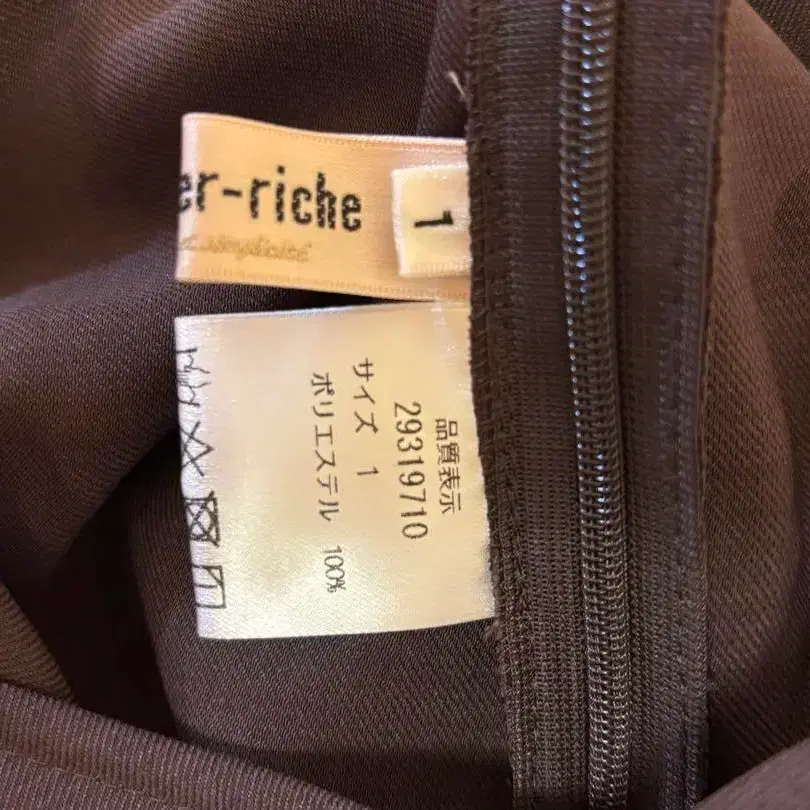 er-riche
1
品質表示
29319710
サイズ 1
ポリエステル 100%